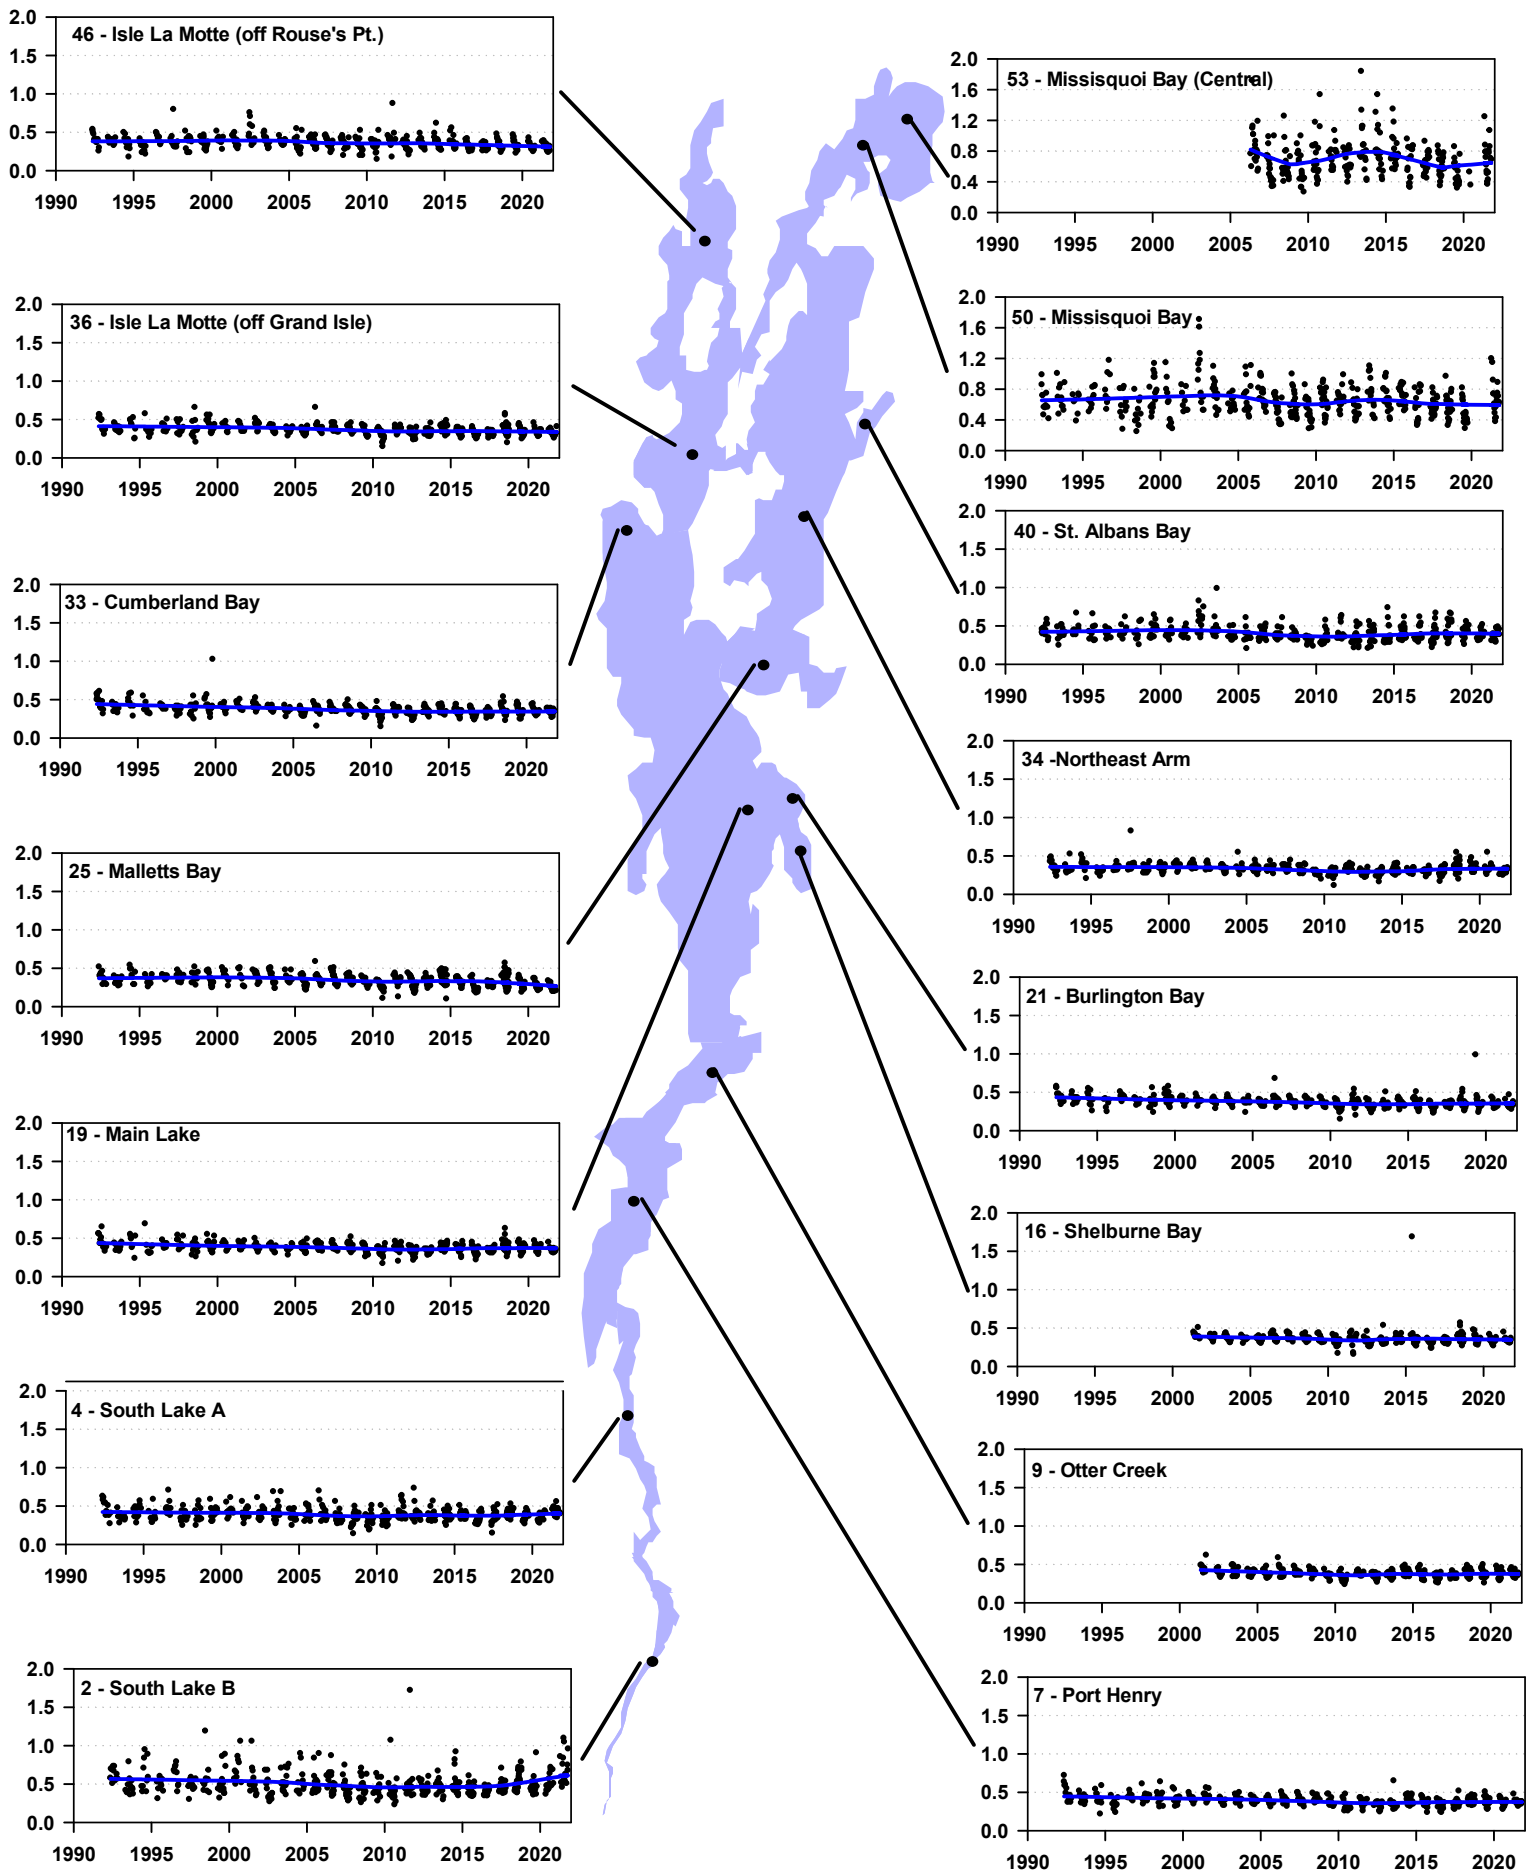 2.0
46 - Isle La Motte (off Rouse's Pt.)
1.5
1.0
0.5
0.0
1990 1995 2000 2005 2010 2015 2020
2.0
36 - Isle La Motte (off Grand Isle)
1.5
1.0
0.5
0.0
1990 1995 2000 2005 2010 2015 2020
2.0
33 - Cumberland Bay
1.5
1.0
0.5
0.0
1990 1995 2000 2005 2010 2015 2020
2.0
25 - Malletts Bay
1.5
1.0
0.5
0.0
1990 1995 2000 2005 2010 2015 2020
2.0
19 - Main Lake
1.5
1.0
0.5
0.0
1990 1995 2000 2005 2010 2015 2020
2.0
4 - South Lake A
1.5
1.0
0.5
0.0
1990 1995 2000 2005 2010 2015 2020
2.0
2 - South Lake B
1.5
1.0
0.5
0.0
1990 1995 2000 2005 2010 2015 2020
2.0
53 - Missisquoi Bay (Central)
1.6
1.2
0.8
0.4
0.0
1990 1995 2000 2005 2010 2015 2020
2.0
50 - Missisquoi Bay
1.6
1.2
0.8
0.4
0.0
1990 1995 2000 2005 2010 2015 2020
2.0
40 - St. Albans Bay
1.5
1.0
0.5
0.0
1990 1995 2000 2005 2010 2015 2020
2.0
34 -Northeast Arm
1.5
1.0
0.5
0.0
1990 1995 2000 2005 2010 2015 2020
2.0
21 - Burlington Bay
1.5
1.0
0.5
0.0
1990 1995 2000 2005 2010 2015 2020
2.0
16 - Shelburne Bay
1.5
1.0
0.5
0.0
1990 1995 2000 2005 2010 2015 2020
2.0
9 - Otter Creek
1.5
1.0
0.5
0.0
1990 1995 2000 2005 2010 2015 2020
2.0
7 - Port Henry
1.5
1.0
0.5
0.0
1990 1995 2000 2005 2010 2015 2020